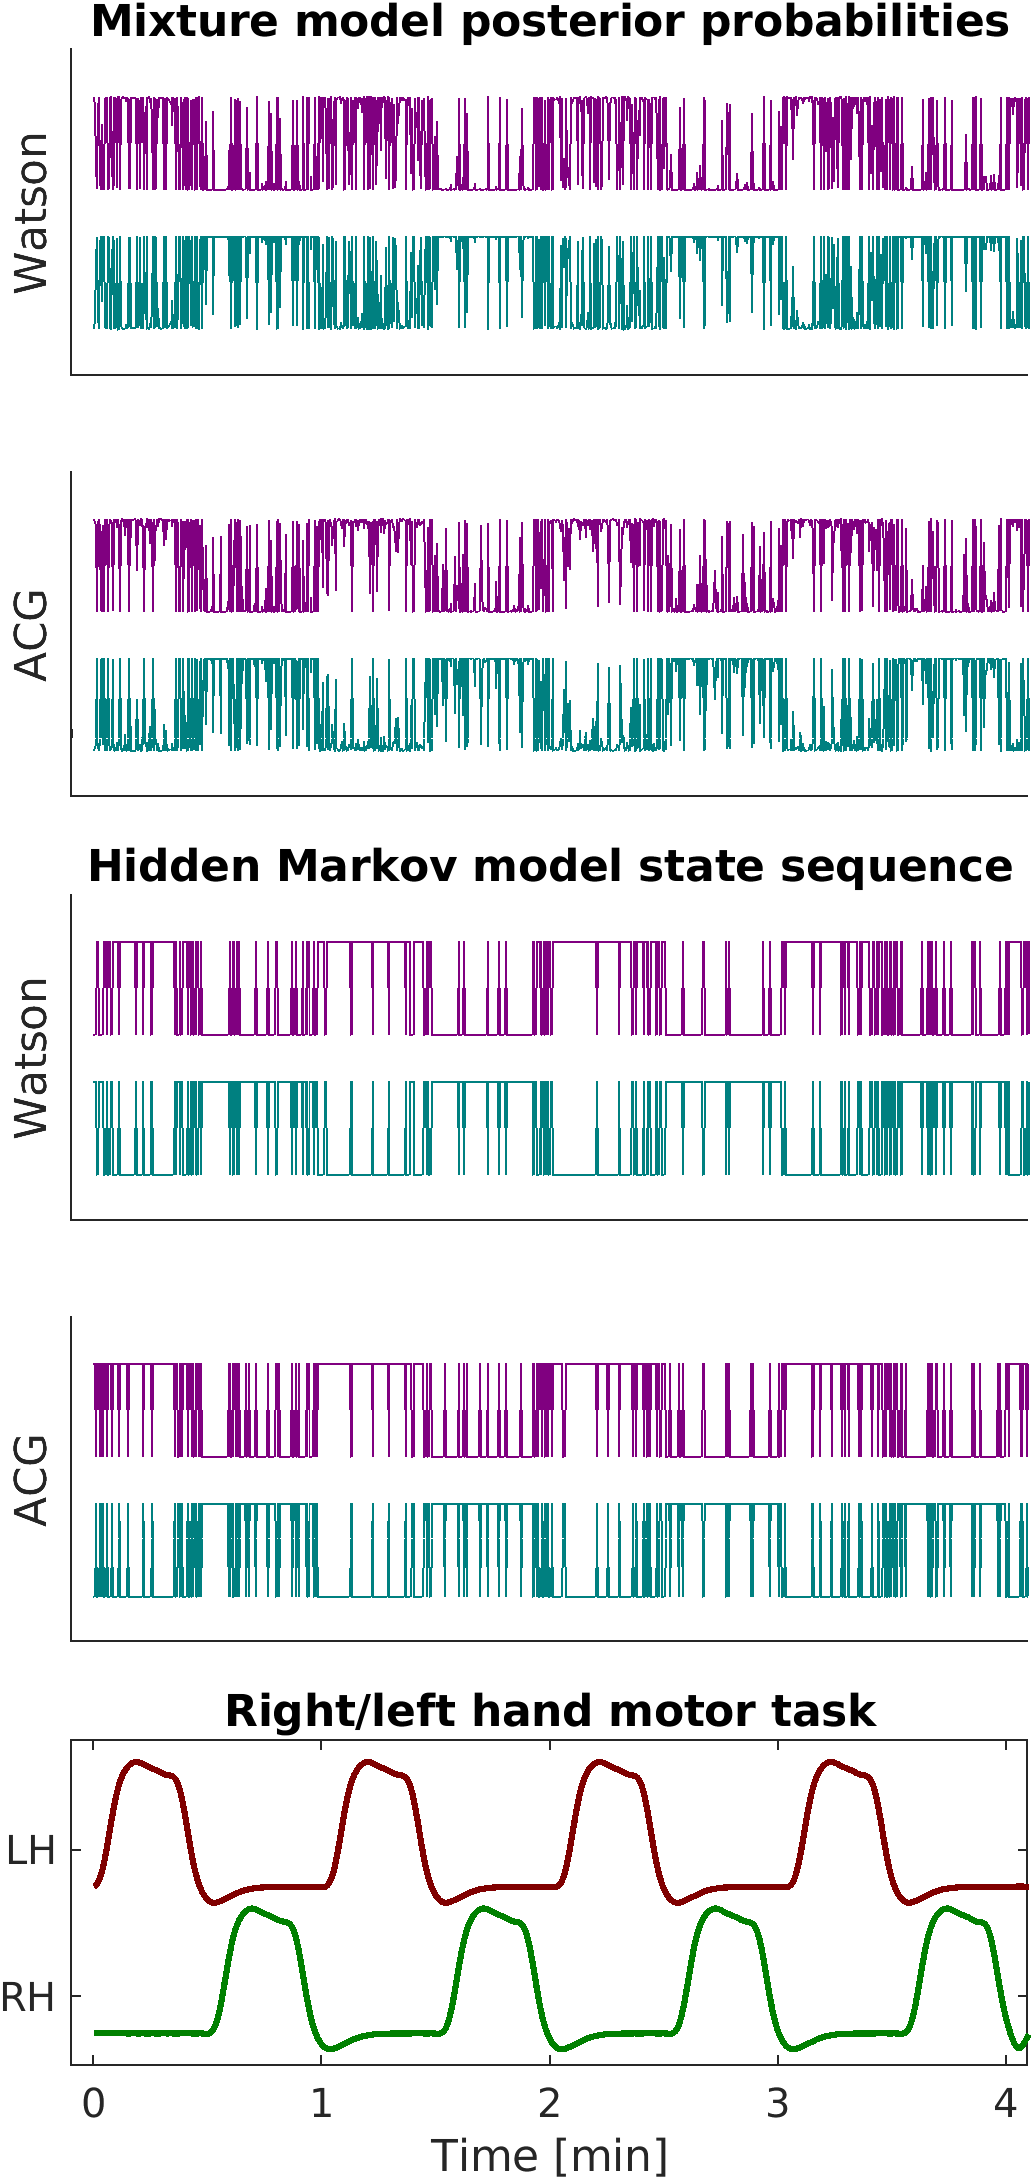 Mixture model posterior probabilities
Watson
ACG
Hidden Markov model state sequence
Watson
ACG
Right/left hand motor task
LH
RH
0 1 2 3 4
Time [min]